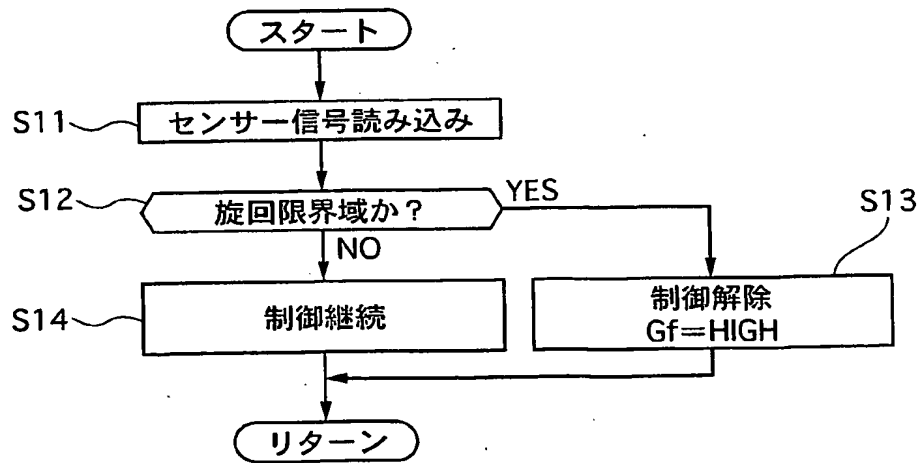 スタート
S11
センサー信号読み込み
S12
旋回限界域か？
YES
NO
S13
制御解除
Gf=HIGH
S14
制御継続
リターン